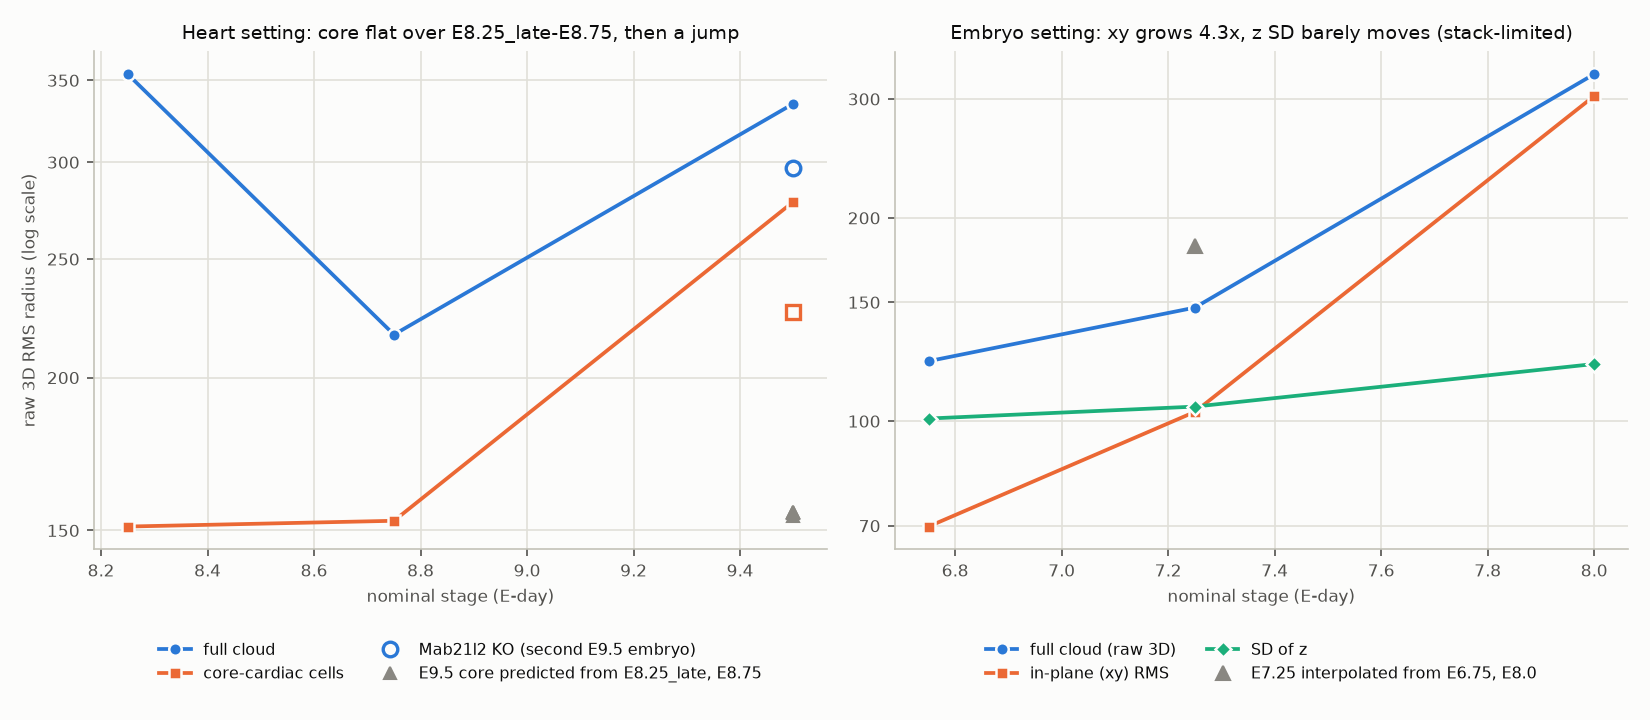 Heart setting: core flat over E8.25_late-E8.75, then a jump
raw 3D RMS radius (log scale)
350
300
250
200
150
8.2 8.4 8.6 8.8 9.0 9.2 9.4
nominal stage (E-day)
full cloud
core-cardiac cells
Mab21l2 KO (second E9.5 embryo)
E9.5 core predicted from E8.25_late, E8.75
Embryo setting: xy grows 4.3x, z SD barely moves (stack-limited)
300
200
150
100
70
6.8 7.0 7.2 7.4 7.6 7.8 8.0
nominal stage (E-day)
full cloud (raw 3D)
in-plane (xy) RMS
SD of z
E7.25 interpolated from E6.75, E8.0